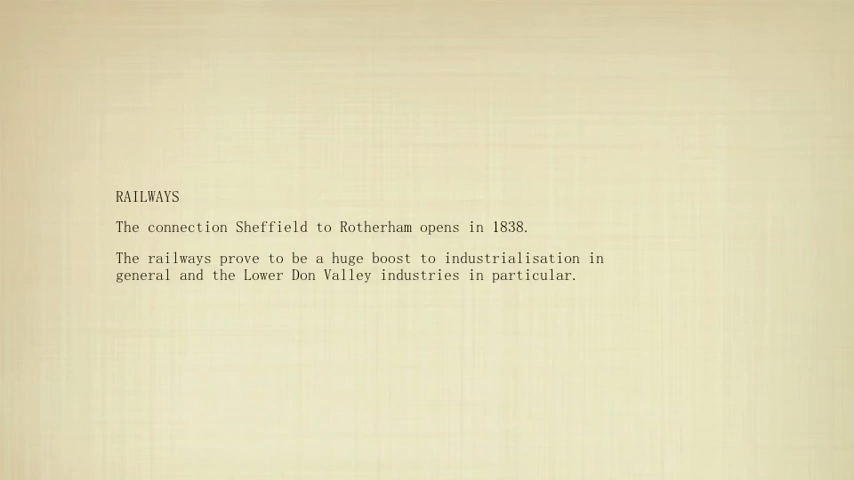 RAILWAYS
The connection Sheffield to Rotherham opens in 1838.
The railways prove to be a huge boost to industrialisation in
general and the Lower Don Valley industries in particular.